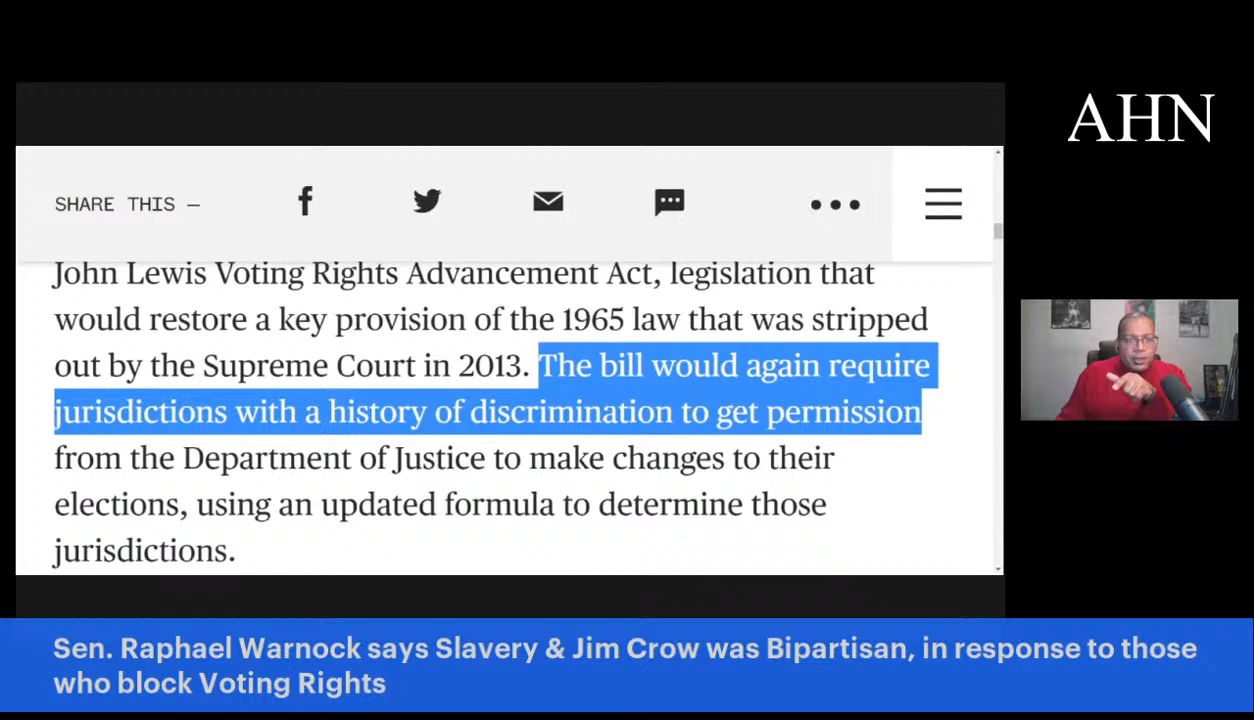 AHN
SHARE THIS —
John Lewis Voting Rights Advancement Act, legislation that
would restore a key provision of the 1965 law that was stripped
out by the Supreme Court in 2013. The bill would again require
jurisdictions with a history of discrimination to get permission
from the Department of Justice to make changes to their
elections, using an updated formula to determine those
jurisdictions.
Sen. Raphael Warnock says Slavery & Jim Crow was Bipartisan, in response to those
who block Voting Rights